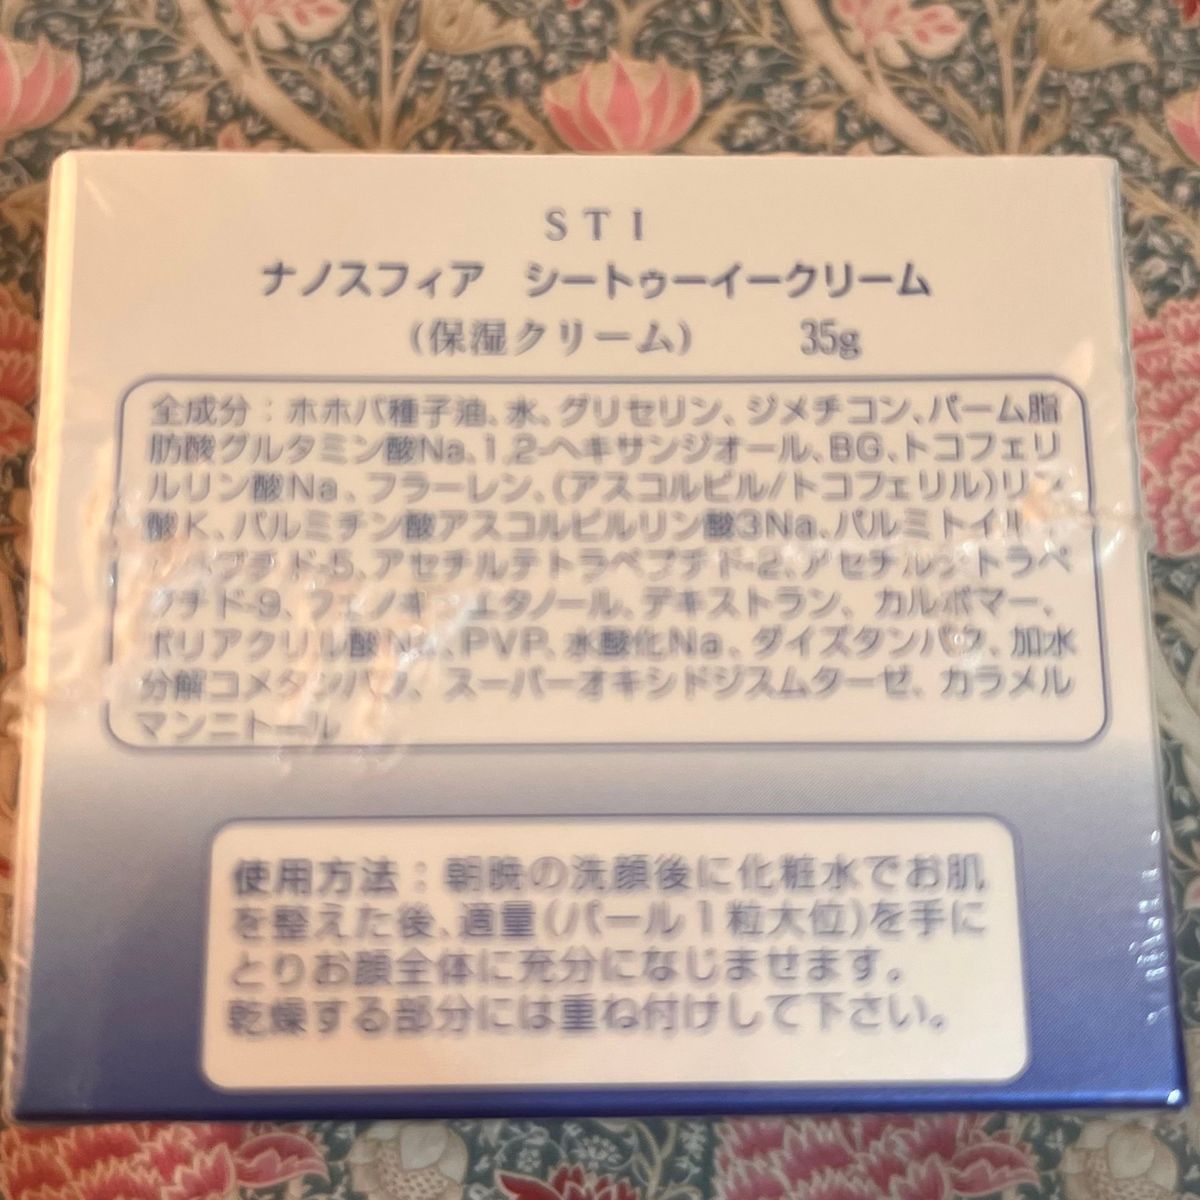 STI
ナノスフィア シートゥーイークリーム
(保湿クリーム) 35g
全成分：ホホバ種子油、水、グリセリン、ジメチコン、パーム脂
肪酸グルタミン酸Na、1,2-ヘキサンジオール、BG、トコフェリ
ルリン酸Na、フラーレン、(アスコルビル/トコフェリル)リン
酸K、パルミチン酸アスコルビルリン酸3Na、パルミトイル
ペプチド-5、アセチルテトラペプチド-2、アセチルテトラペ
プチド-9、フェノキシエタノール、デキストラン、カルボマー、
ポリアクリル酸Na、PVP、水酸化Na、ダイズタンパク、加水
分解コメタンパク、スーパーオキシドジスムターゼ、カラメル
マンニトール
使用方法：朝晩の洗顔後に化粧水でお肌
を整えた後、適量(パール1粒大位)を手に
とりお顔全体に充分になじませます。
乾燥する部分には重ね付けして下さい。